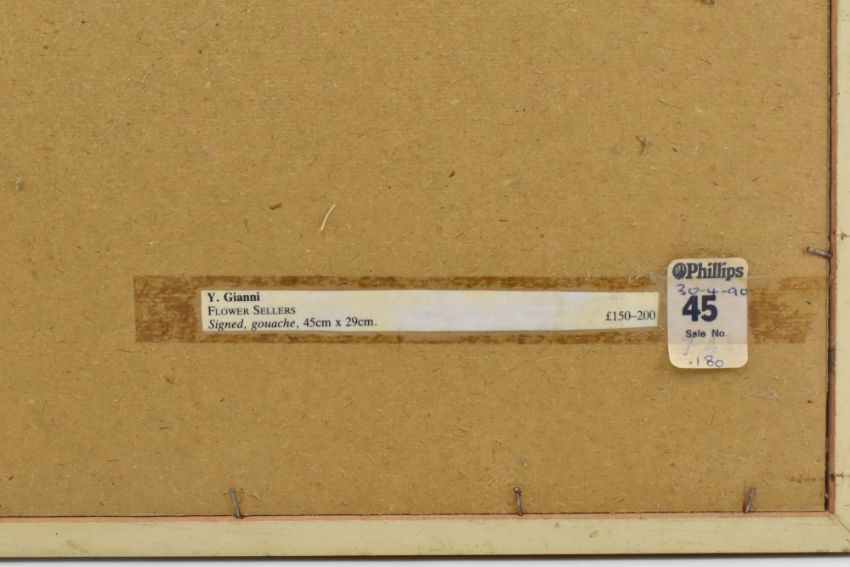 Y. Gianni
FLOWER SELLERS
Signed, gouache, 45cm x 29cm.
£150–200
Phillips
30-4-90
45
Sale No.
180